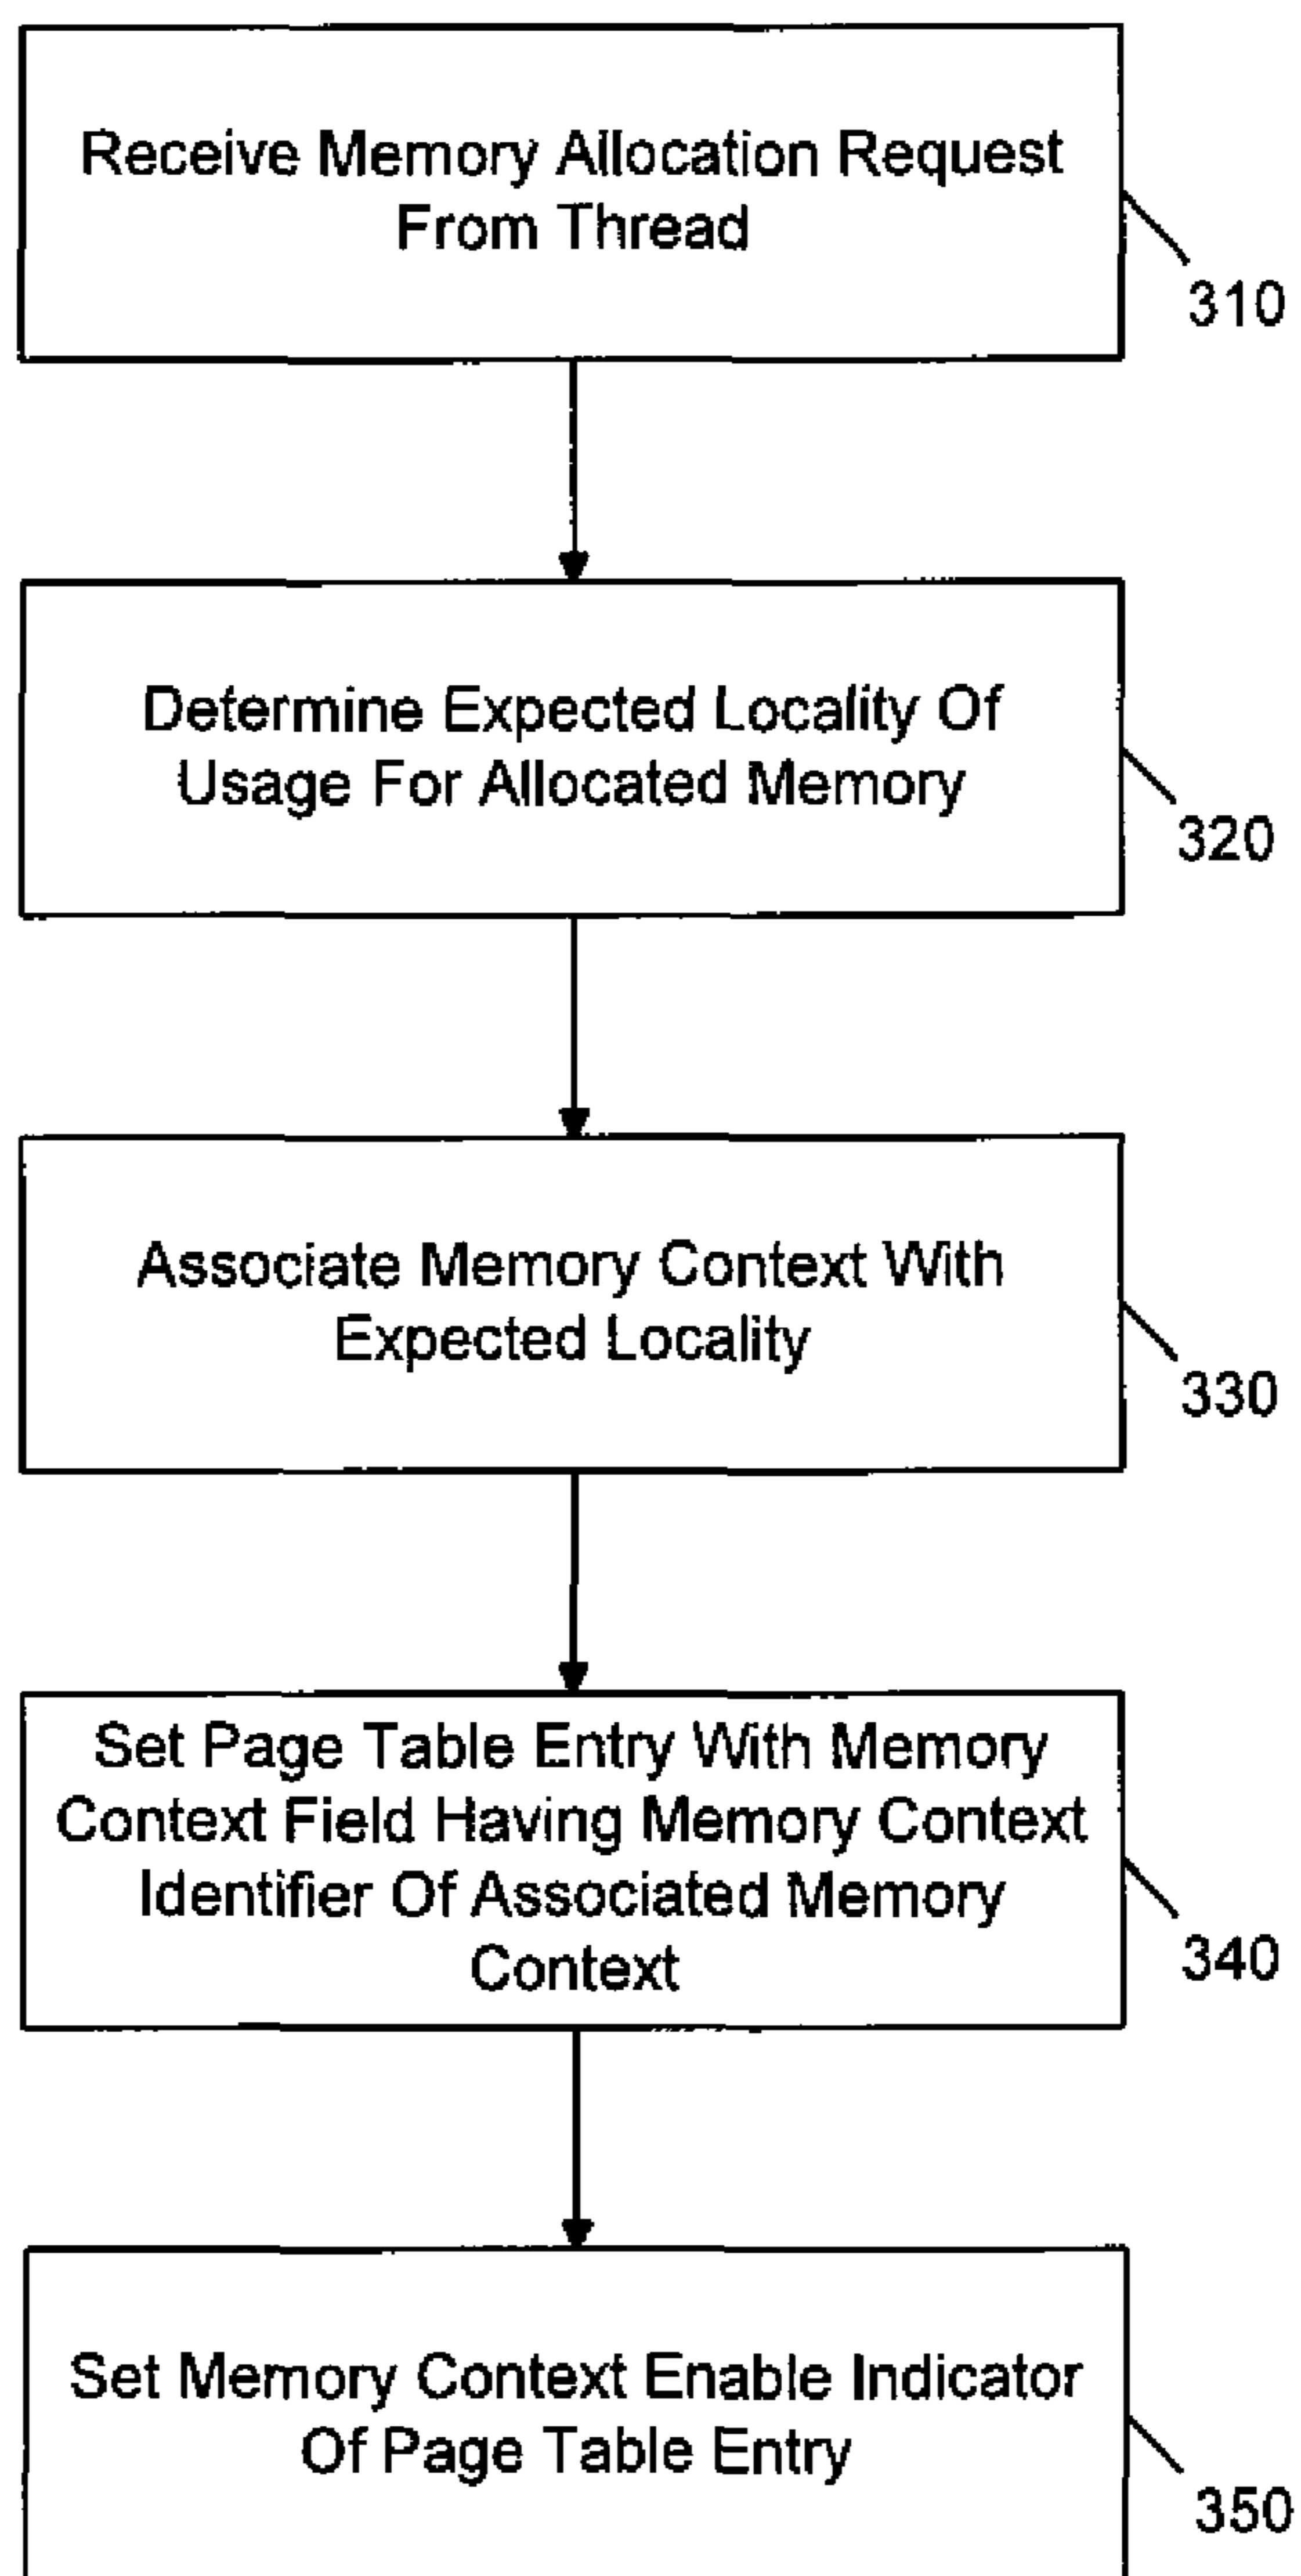 Receive Memory Allocation Request
From Thread
310
Determine Expected Locality Of
Usage For Allocated Memory
320
Associate Memory Context With
Expected Locality
330
Set Page Table Entry With Memory
Context Field Having Memory Context
Identifier Of Associated Memory
Context
340
Set Memory Context Enable Indicator
Of Page Table Entry
350